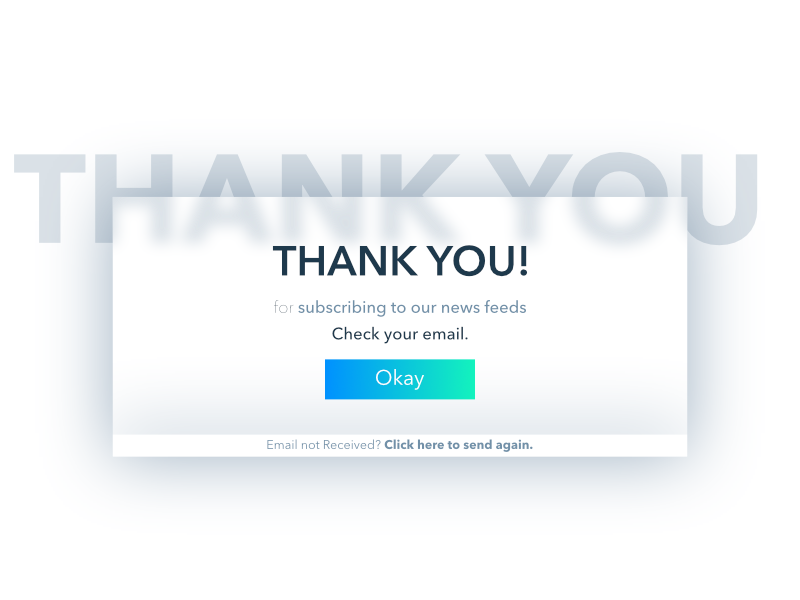 THANK YOU
THANK YOU!
for subscribing to our news feeds
Check your email.
Okay
Email not Received? Click here to send again.